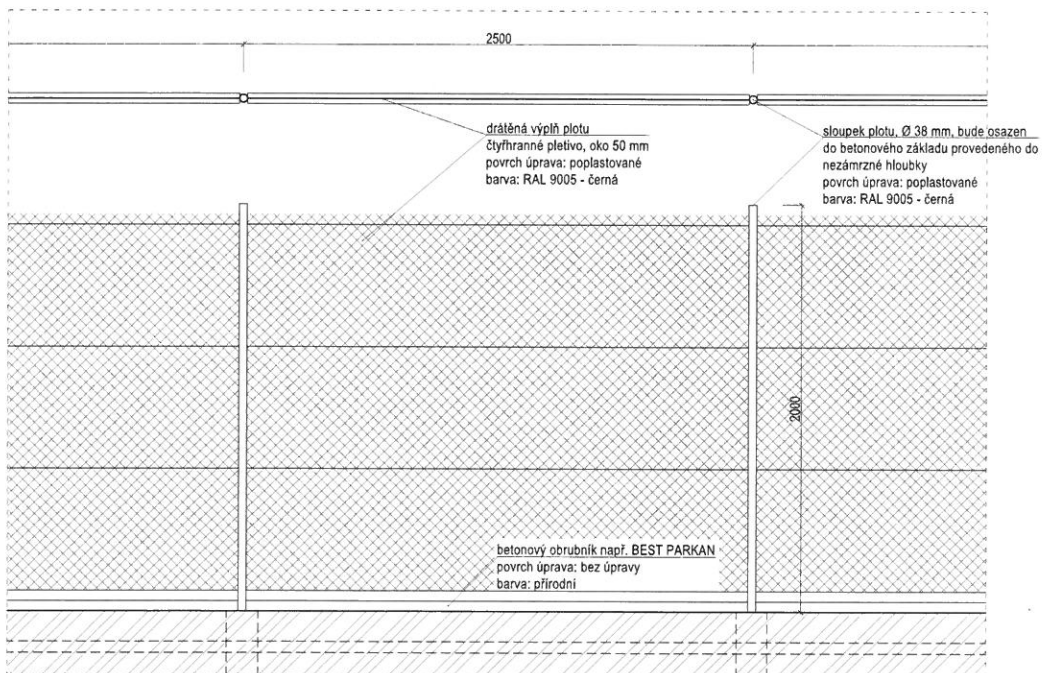 2500
drátěná výplň plotu
čtyřhranné pletivo, oko 50 mm
povrch úprava: poplastované
barva: RAL 9005 - černá
sloupek plotu, Ø 38 mm, bude osazen
do betonového základu provedeného do
nezámrzné hloubky
povrch úprava: poplastované
barva: RAL 9005 - černá
2000
betonový obrubník např. BEST PARKAN
povrch úprava: bez úpravy
barva: přírodní